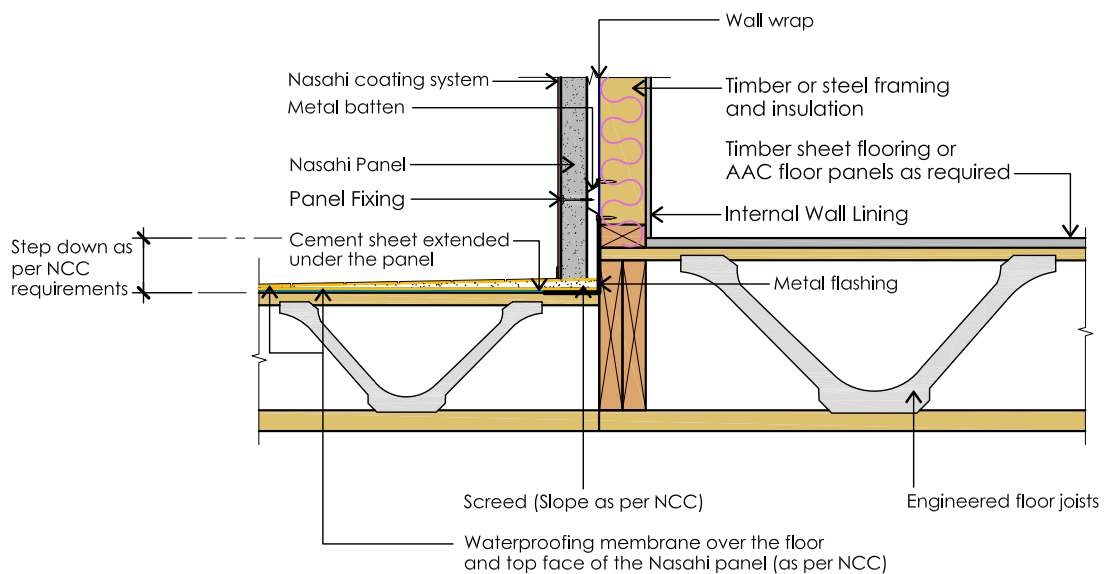 Wall wrap
Nasahi coating system
Metal batten
Nasahi Panel
Panel Fixing
Cement sheet extended
under the panel
Step down as
per NCC
requirements
Timber or steel framing
and insulation
Timber sheet flooring or
AAC floor panels as required
Internal Wall Lining
Metal flashing
Screed (Slope as per NCC)
Engineered floor joists
Waterproofing membrane over the floor
and top face of the Nasahi panel (as per NCC)